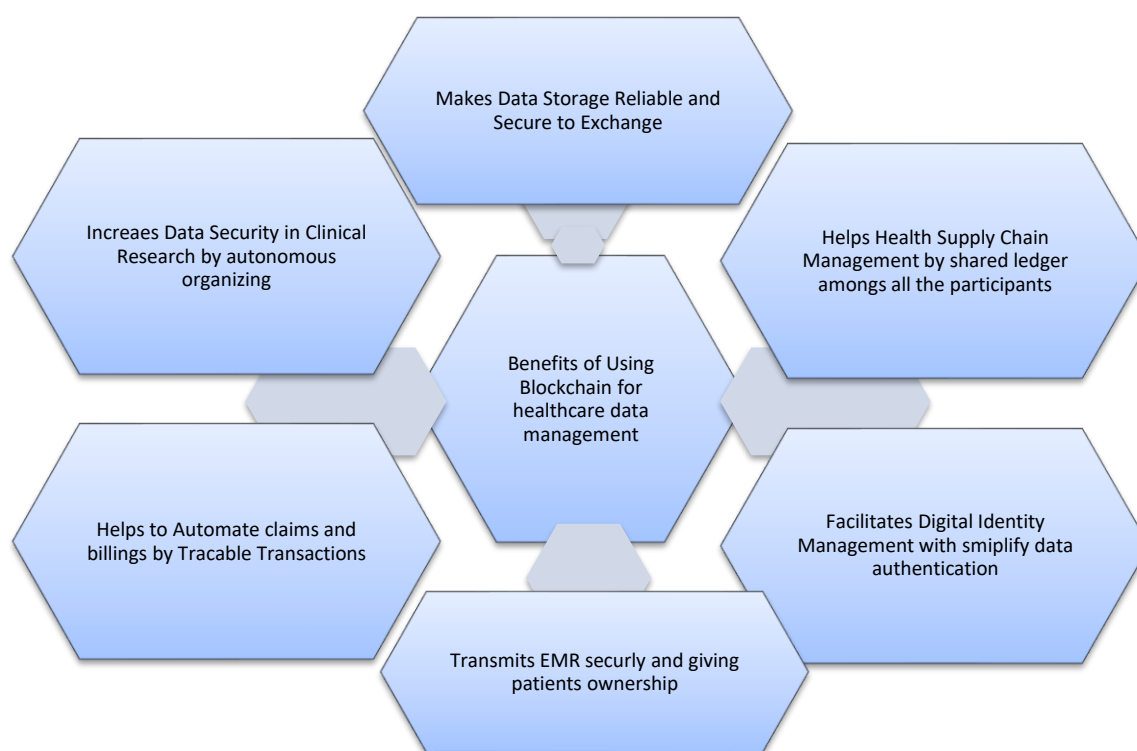 Makes Data Storage Reliable and
Secure to Exchange
Increaes Data Security in Clinical
Research by autonomous
organizing
Helps Health Supply Chain
Management by shared ledger
amongs all the participants
Benefits of Using
Blockchain for
healthcare data
management
Helps to Automate claims and
billings by Tracable Transactions
Facilitates Digital Identity
Management with smiplify data
authentication
Transmits EMR securly and giving
patients ownership